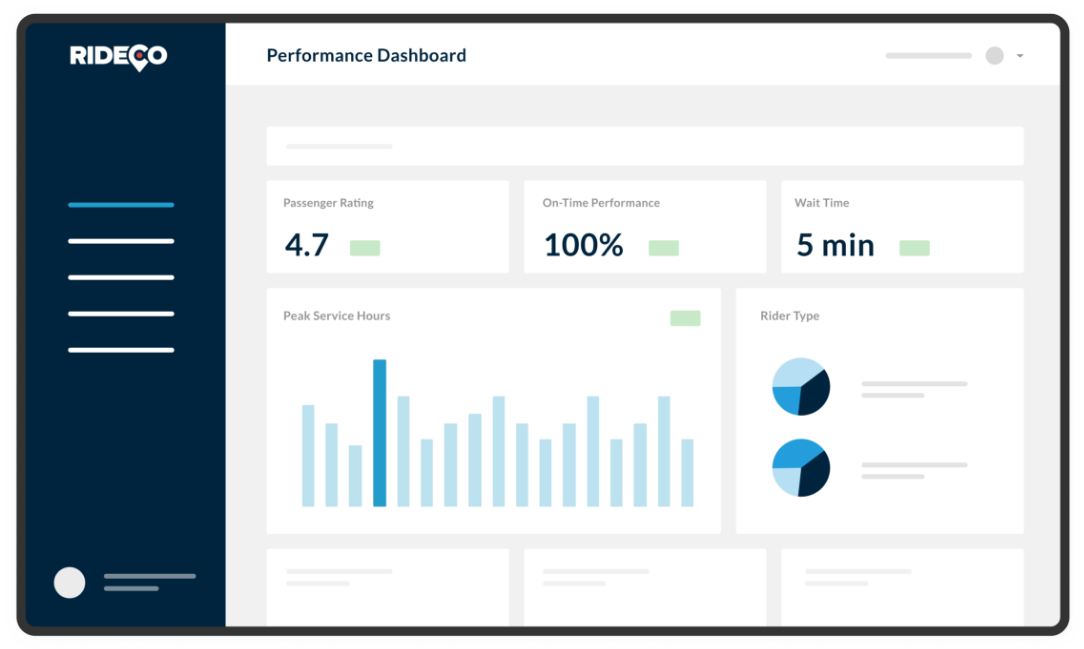 RIDECO
Performance Dashboard
Passenger Rating
On-Time Performance
Wait Time
4.7
100%
5 min
Peak Service Hours
Rider Type